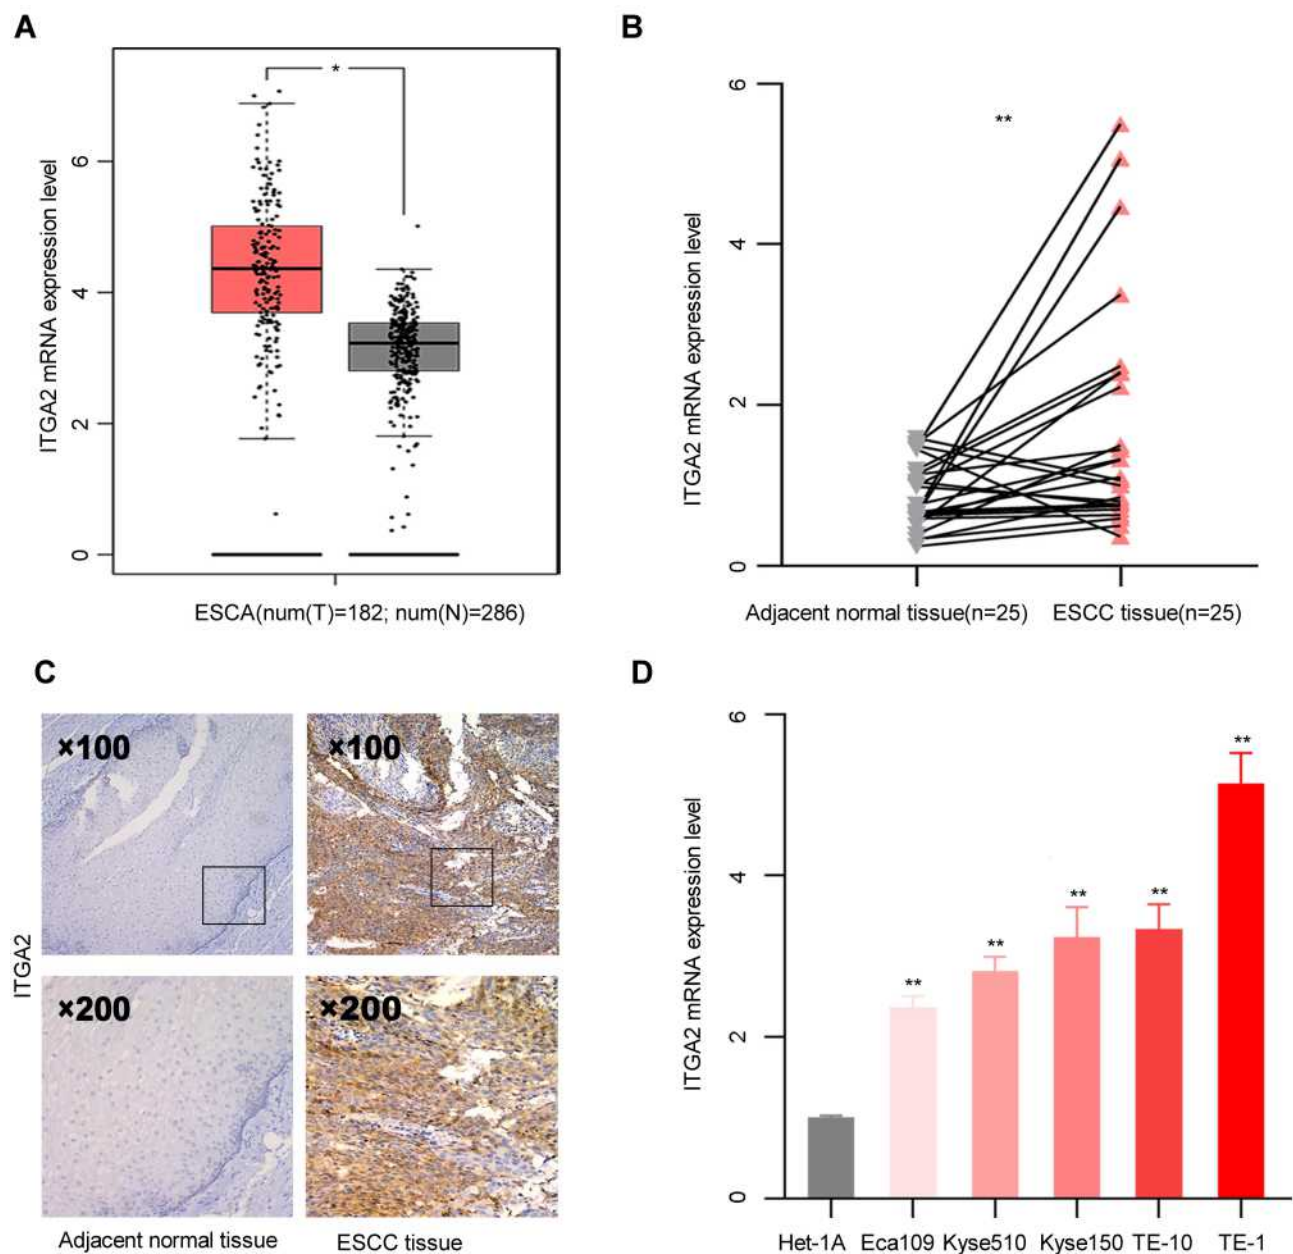 A
*
ITGA2 mRNA expression level
6
4
2
0
ESCA(num(T)=182; num(N)=286)
B
**
ITGA2 mRNA expression level
6
4
2
0
Adjacent normal tissue(n=25)
ESCC tissue(n=25)
C
ITGA2
×100
×100
×200
×200
Adjacent normal tissue
ESCC tissue
D
ITGA2 mRNA expression level
6
4
2
0
**
**
**
**
**
Het-1A Eca109 Kyse510 Kyse150 TE-10 TE-1